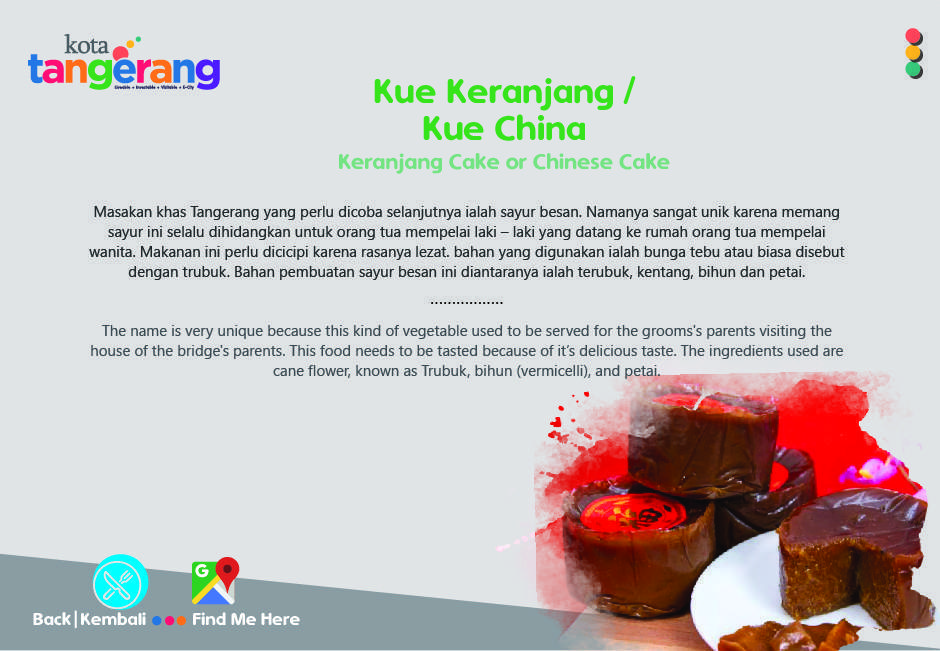 kota
tangerang
Liveable • Investable • Visitable • E-City
Kue Keranjang /
Kue China
Keranjang Cake or Chinese Cake
Masakan khas Tangerang yang perlu dicoba selanjutnya ialah sayur besan. Namanya sangat unik karena memang
sayur ini selalu dihidangkan untuk orang tua mempelai laki – laki yang datang ke rumah orang tua mempelai
wanita. Makanan ini perlu dicicipi karena rasanya lezat. bahan yang digunakan ialah bunga tebu atau biasa disebut
dengan trubuk. Bahan pembuatan sayur besan ini diantaranya ialah terubuk, kentang, bihun dan petai.
.................
The name is very unique because this kind of vegetable used to be served for the grooms's parents visiting the
house of the bridge's parents. This food needs to be tasted because of it’s delicious taste. The ingredients used are
cane flower, known as Trubuk, bihun (vermicelli), and petai.
G
Back|Kembali
Find Me Here